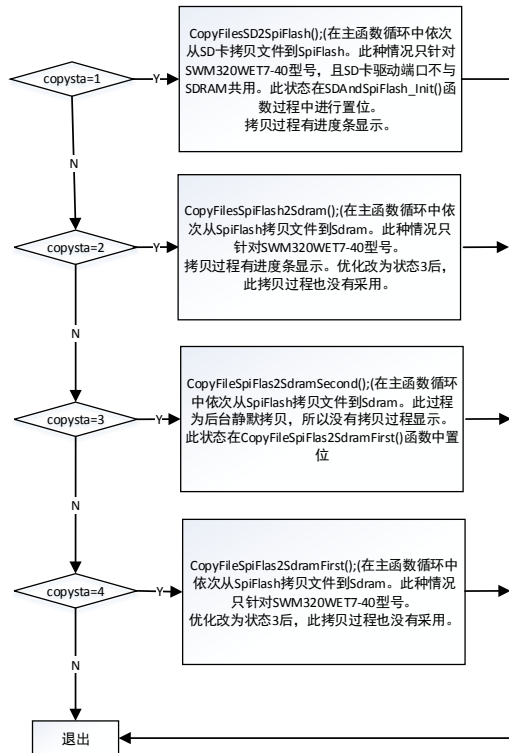 copysta=1
Y
CopyFilesSD2SpiFlash();(在主函数循环中依次
从SD卡拷贝文件到SpiFlash。此种情况只针对
SWM320WET7-40型号，且SD卡驱动端口不与
SDRAM共用。此状态在SDAndSpiFlash_Init()函
数过程中进行置位。
拷贝过程有进度条显示。
N
copysta=2
Y
CopyFilesSpiFlash2Sdram();(在主函数循环中依
次从SpiFlash拷贝文件到Sdram。此种情况只
针对SWM320WET7-40型号。
拷贝过程有进度条显示。优化改为状态3后，
此拷贝过程也没有采用。
N
copysta=3
Y
CopyFileSpiFlas2SdramSecond();(在主函数循环
中依次从SpiFlash拷贝文件到Sdram。此过程
为后台静默拷贝，所以没有拷贝过程显示。
此状态在CopyFileSpiFlas2SdramFirst()函数中置
位
N
copysta=4
Y
CopyFileSpiFlas2SdramFirst();(在主函数循环中
依次从SpiFlash拷贝文件到Sdram。此种情况
只针对SWM320WET7-40型号。
优化改为状态3后，此拷贝过程也没有采用。
N
退出